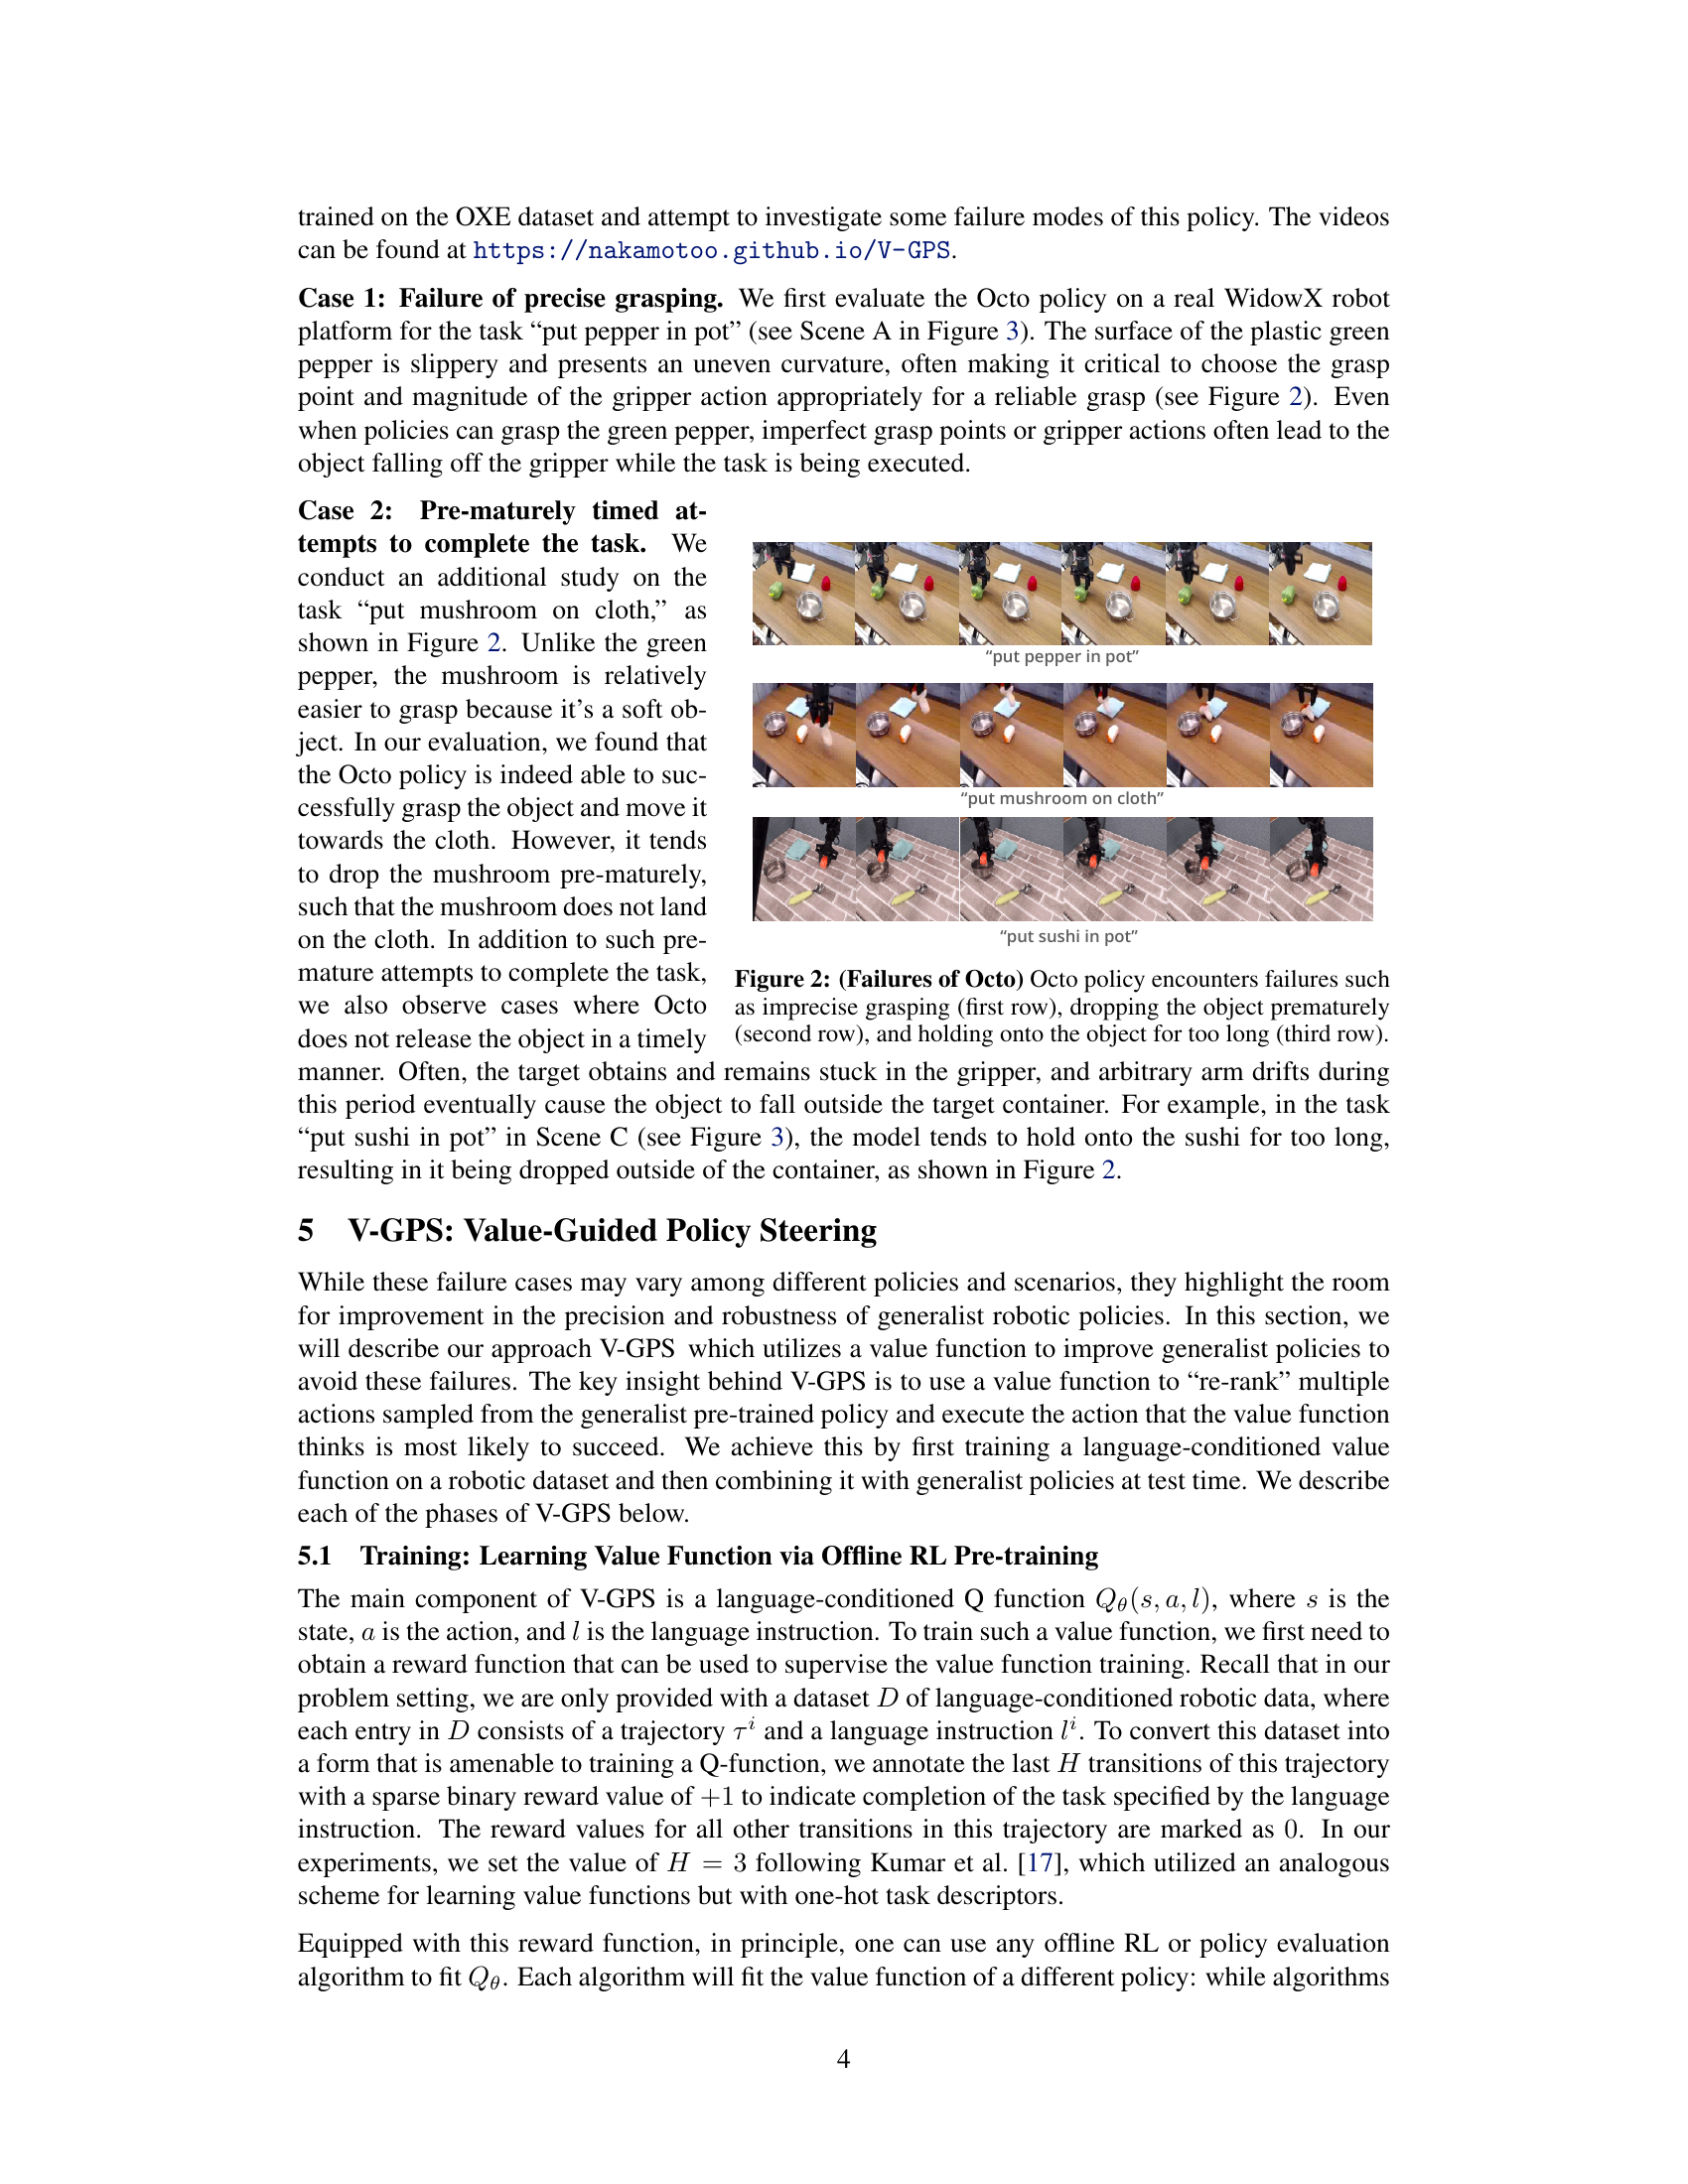 trained on the OXE dataset and attempt to investigate some failure modes of this policy. The videos
can be found at https://nakamotoo.github.io/V-GPS.
Case 1: Failure of precise grasping. We first evaluate the Octo policy on a real WidowX robot
platform for the task “put pepper in pot” (see Scene A in Figure 3). The surface of the plastic green
pepper is slippery and presents an uneven curvature, often making it critical to choose the grasp
point and magnitude of the gripper action appropriately for a reliable grasp (see Figure 2). Even
when policies can grasp the green pepper, imperfect grasp points or gripper actions often lead to the
object falling off the gripper while the task is being executed.
Case 2: Pre-maturely timed at-
tempts to complete the task. We
conduct an additional study on the
task “put mushroom on cloth,” as
shown in Figure 2. Unlike the green
pepper, the mushroom is relatively
easier to grasp because it’s a soft ob-
ject. In our evaluation, we found that
the Octo policy is indeed able to suc-
cessfully grasp the object and move it
towards the cloth. However, it tends
to drop the mushroom pre-maturely,
such that the mushroom does not land
on the cloth. In addition to such pre-
mature attempts to complete the task,
we also observe cases where Octo
does not release the object in a timely
“put pepper in pot”
“put mushroom on cloth”
“put sushi in pot”
Figure 2: (Failures of Octo) Octo policy encounters failures such
as imprecise grasping (first row), dropping the object prematurely
(second row), and holding onto the object for too long (third row).
manner. Often, the target obtains and remains stuck in the gripper, and arbitrary arm drifts during
this period eventually cause the object to fall outside the target container. For example, in the task
“put sushi in pot” in Scene C (see Figure 3), the model tends to hold onto the sushi for too long,
resulting in it being dropped outside of the container, as shown in Figure 2.
5 V-GPS: Value-Guided Policy Steering
While these failure cases may vary among different policies and scenarios, they highlight the room
for improvement in the precision and robustness of generalist robotic policies. In this section, we
will describe our approach V-GPS which utilizes a value function to improve generalist policies to
avoid these failures. The key insight behind V-GPS is to use a value function to “re-rank” multiple
actions sampled from the generalist pre-trained policy and execute the action that the value function
thinks is most likely to succeed. We achieve this by first training a language-conditioned value
function on a robotic dataset and then combining it with generalist policies at test time. We describe
each of the phases of V-GPS below.
5.1 Training: Learning Value Function via Offline RL Pre-training
The main component of V-GPS is a language-conditioned Q function Qθ(s, a, l), where s is the
state, a is the action, and l is the language instruction. To train such a value function, we first need to
obtain a reward function that can be used to supervise the value function training. Recall that in our
problem setting, we are only provided with a dataset D of language-conditioned robotic data, where
each entry in D consists of a trajectory τⁱ and a language instruction lⁱ. To convert this dataset into
a form that is amenable to training a Q-function, we annotate the last H transitions of this trajectory
with a sparse binary reward value of +1 to indicate completion of the task specified by the language
instruction. The reward values for all other transitions in this trajectory are marked as 0. In our
experiments, we set the value of H = 3 following Kumar et al. [17], which utilized an analogous
scheme for learning value functions but with one-hot task descriptors.
Equipped with this reward function, in principle, one can use any offline RL or policy evaluation
algorithm to fit Qθ. Each algorithm will fit the value function of a different policy: while algorithms
4